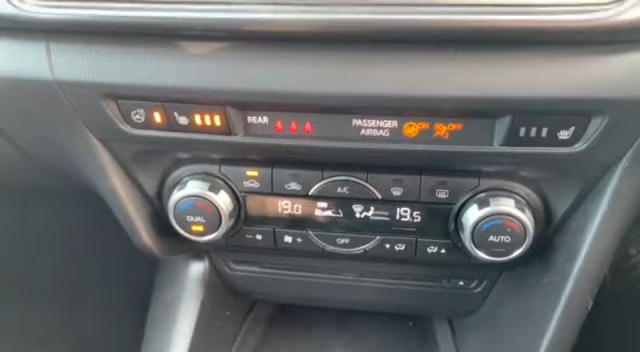 REAR PASSENGER AIRBAG ON OFF
A/C
19.0 19.5
DUAL AUTO
OFF